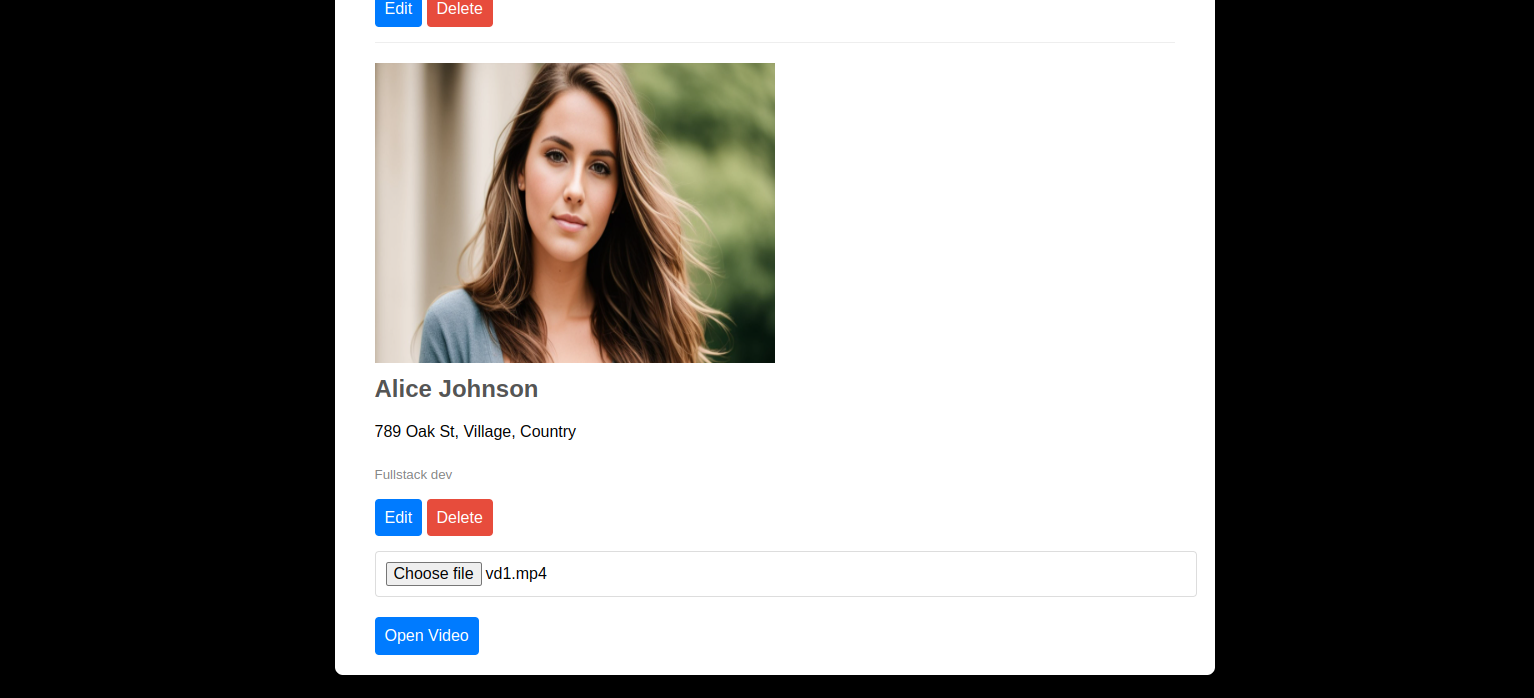 Edit Delete
Alice Johnson
789 Oak St, Village, Country
Fullstack dev
Edit Delete
Choose file vd1.mp4
Open Video